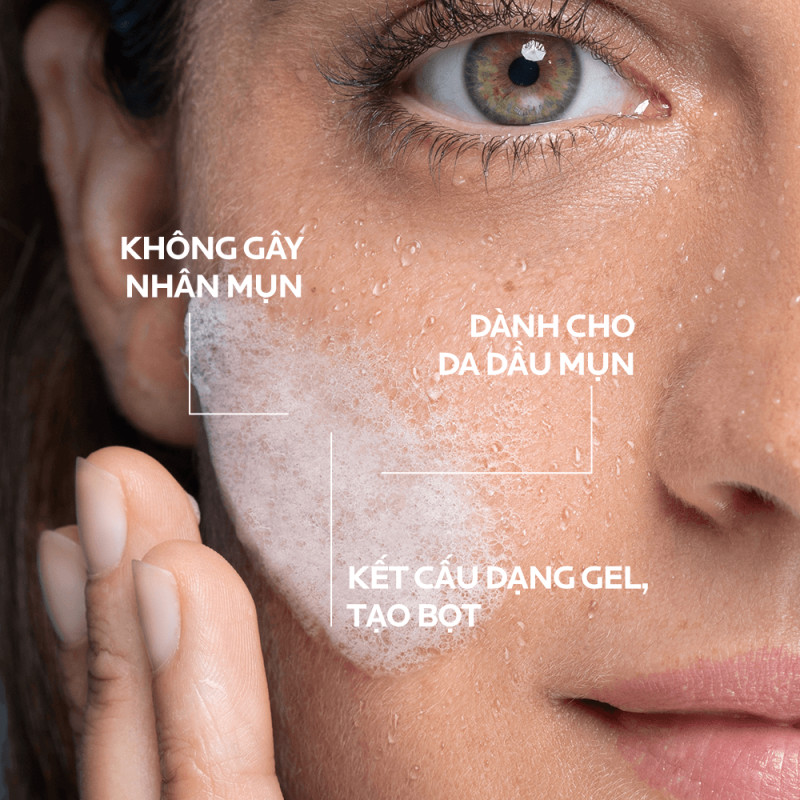 KHÔNG GÂY
NHÂN MỤN
DÀNH CHO
DA DẦU MỤN
KẾT CẤU DẠNG GEL,
TẠO BỌT